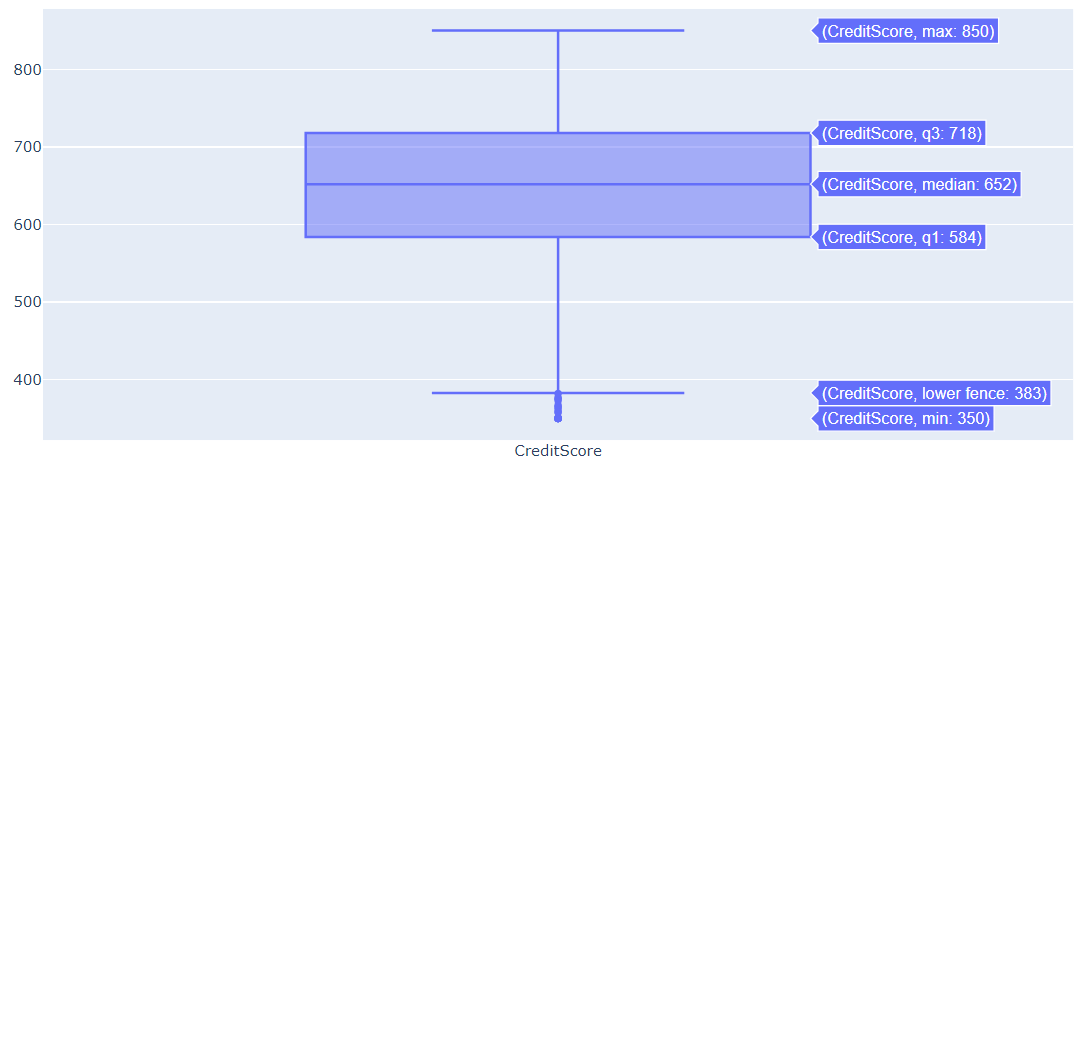 (CreditScore, max: 850)
800
(CreditScore, q3: 718)
700
(CreditScore, median: 652)
600
(CreditScore, q1: 584)
500
400
(CreditScore, lower fence: 383)
(CreditScore, min: 350)
CreditScore